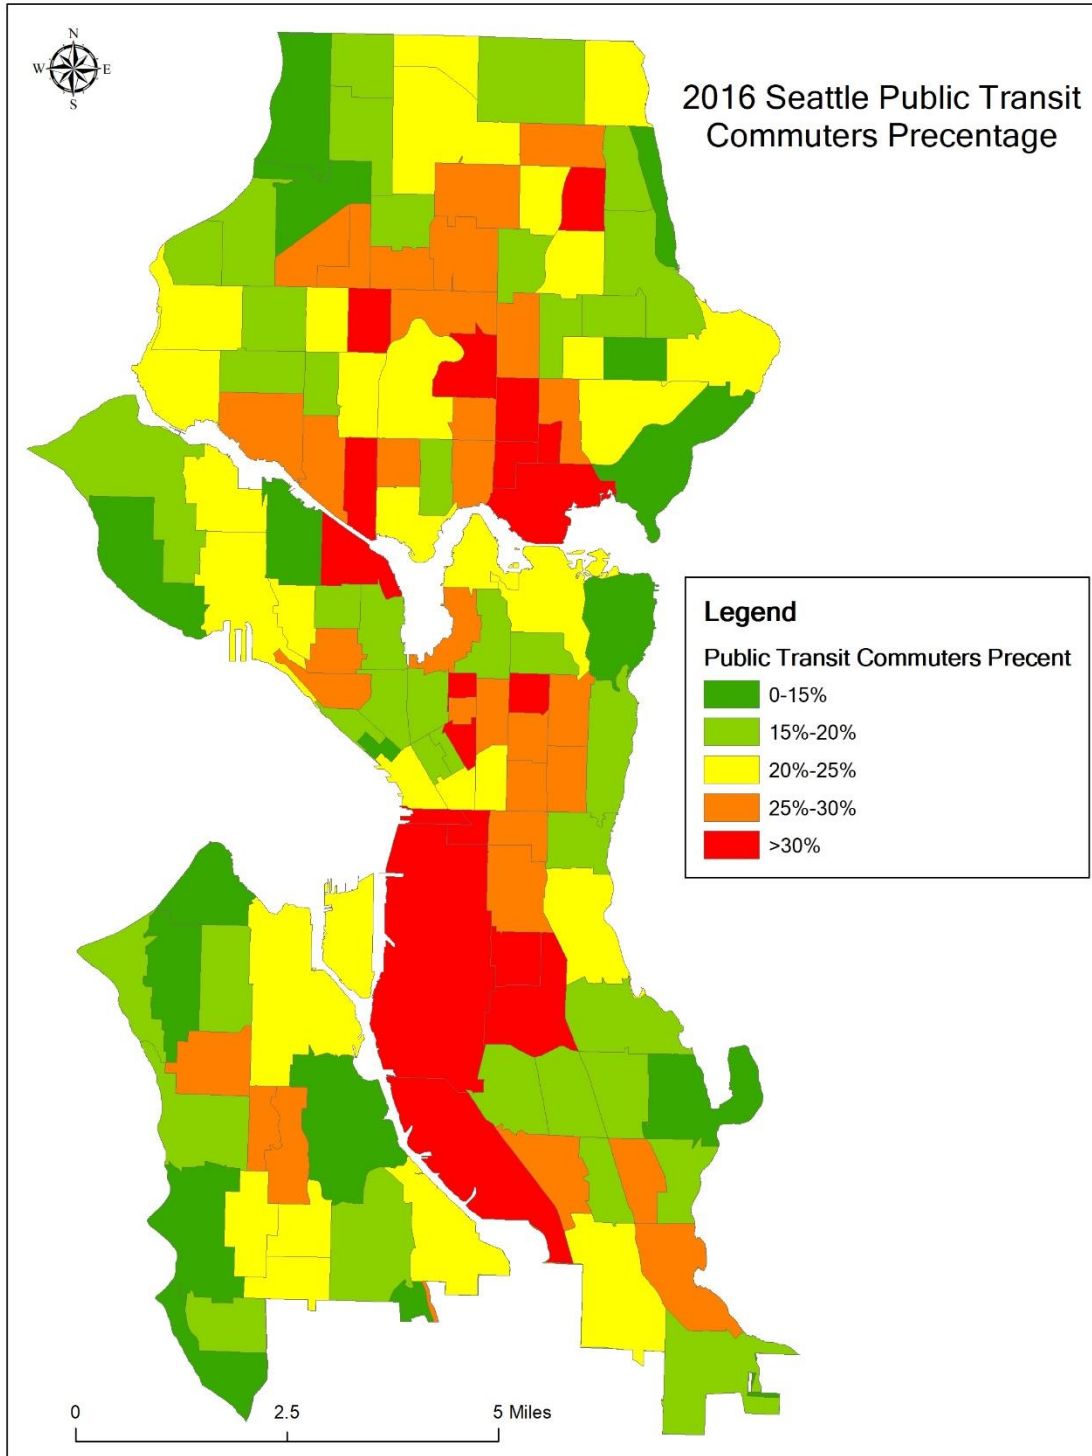 N
W E
S
2016 Seattle Public Transit
Commuters Precentage
Legend
Public Transit Commuters Precent
0-15%
15%-20%
20%-25%
25%-30%
>30%
0 2.5 5 Miles